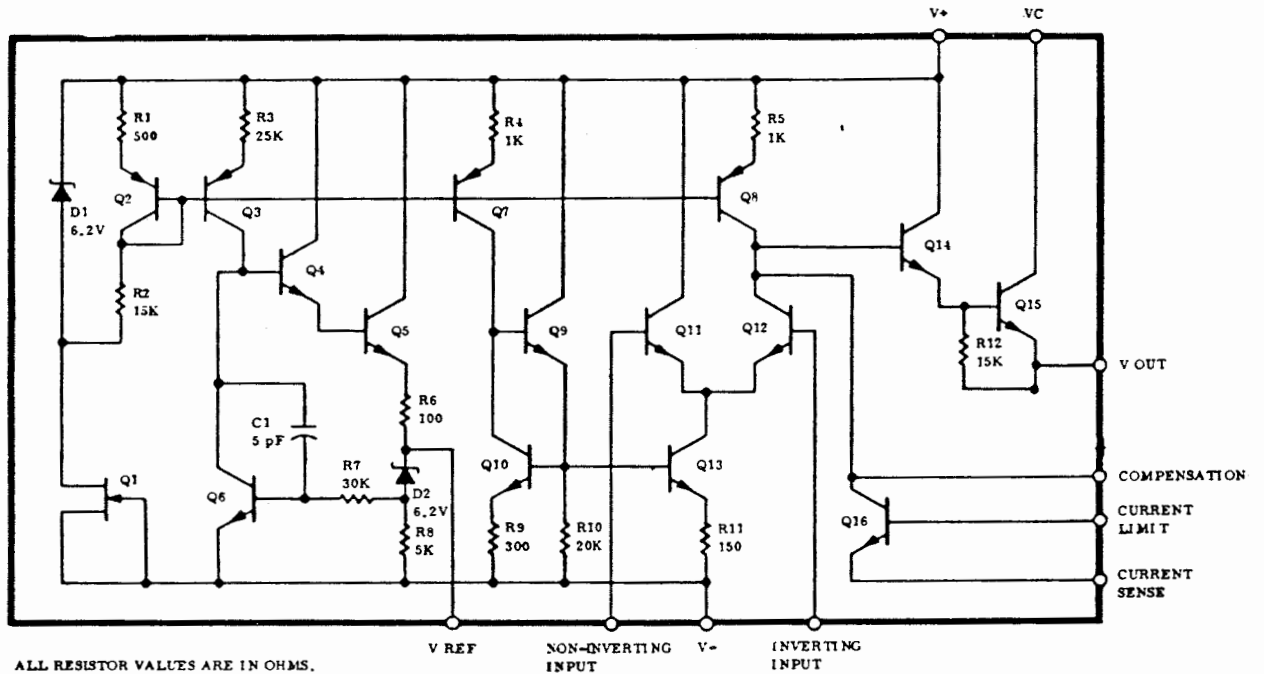 V+
VC
R1
500
R3
25K
R4
1K
R5
1K
D1
6.2V
Q2
Q3
Q7
Q8
Q4
Q14
R2
15K
Q5
Q9
Q11
Q12
Q15
R12
15K
V OUT
R6
100
C1
5 pF
Q1
Q6
R7
30K
D2
6.2V
R8
5K
Q10
R9
300
R10
20K
Q13
R11
150
Q16
COMPENSATION
CURRENT
LIMIT
CURRENT
SENSE
V REF
NON-INVERTING
INPUT
V-
INVERTING
INPUT
ALL RESISTOR VALUES ARE IN OHMS.